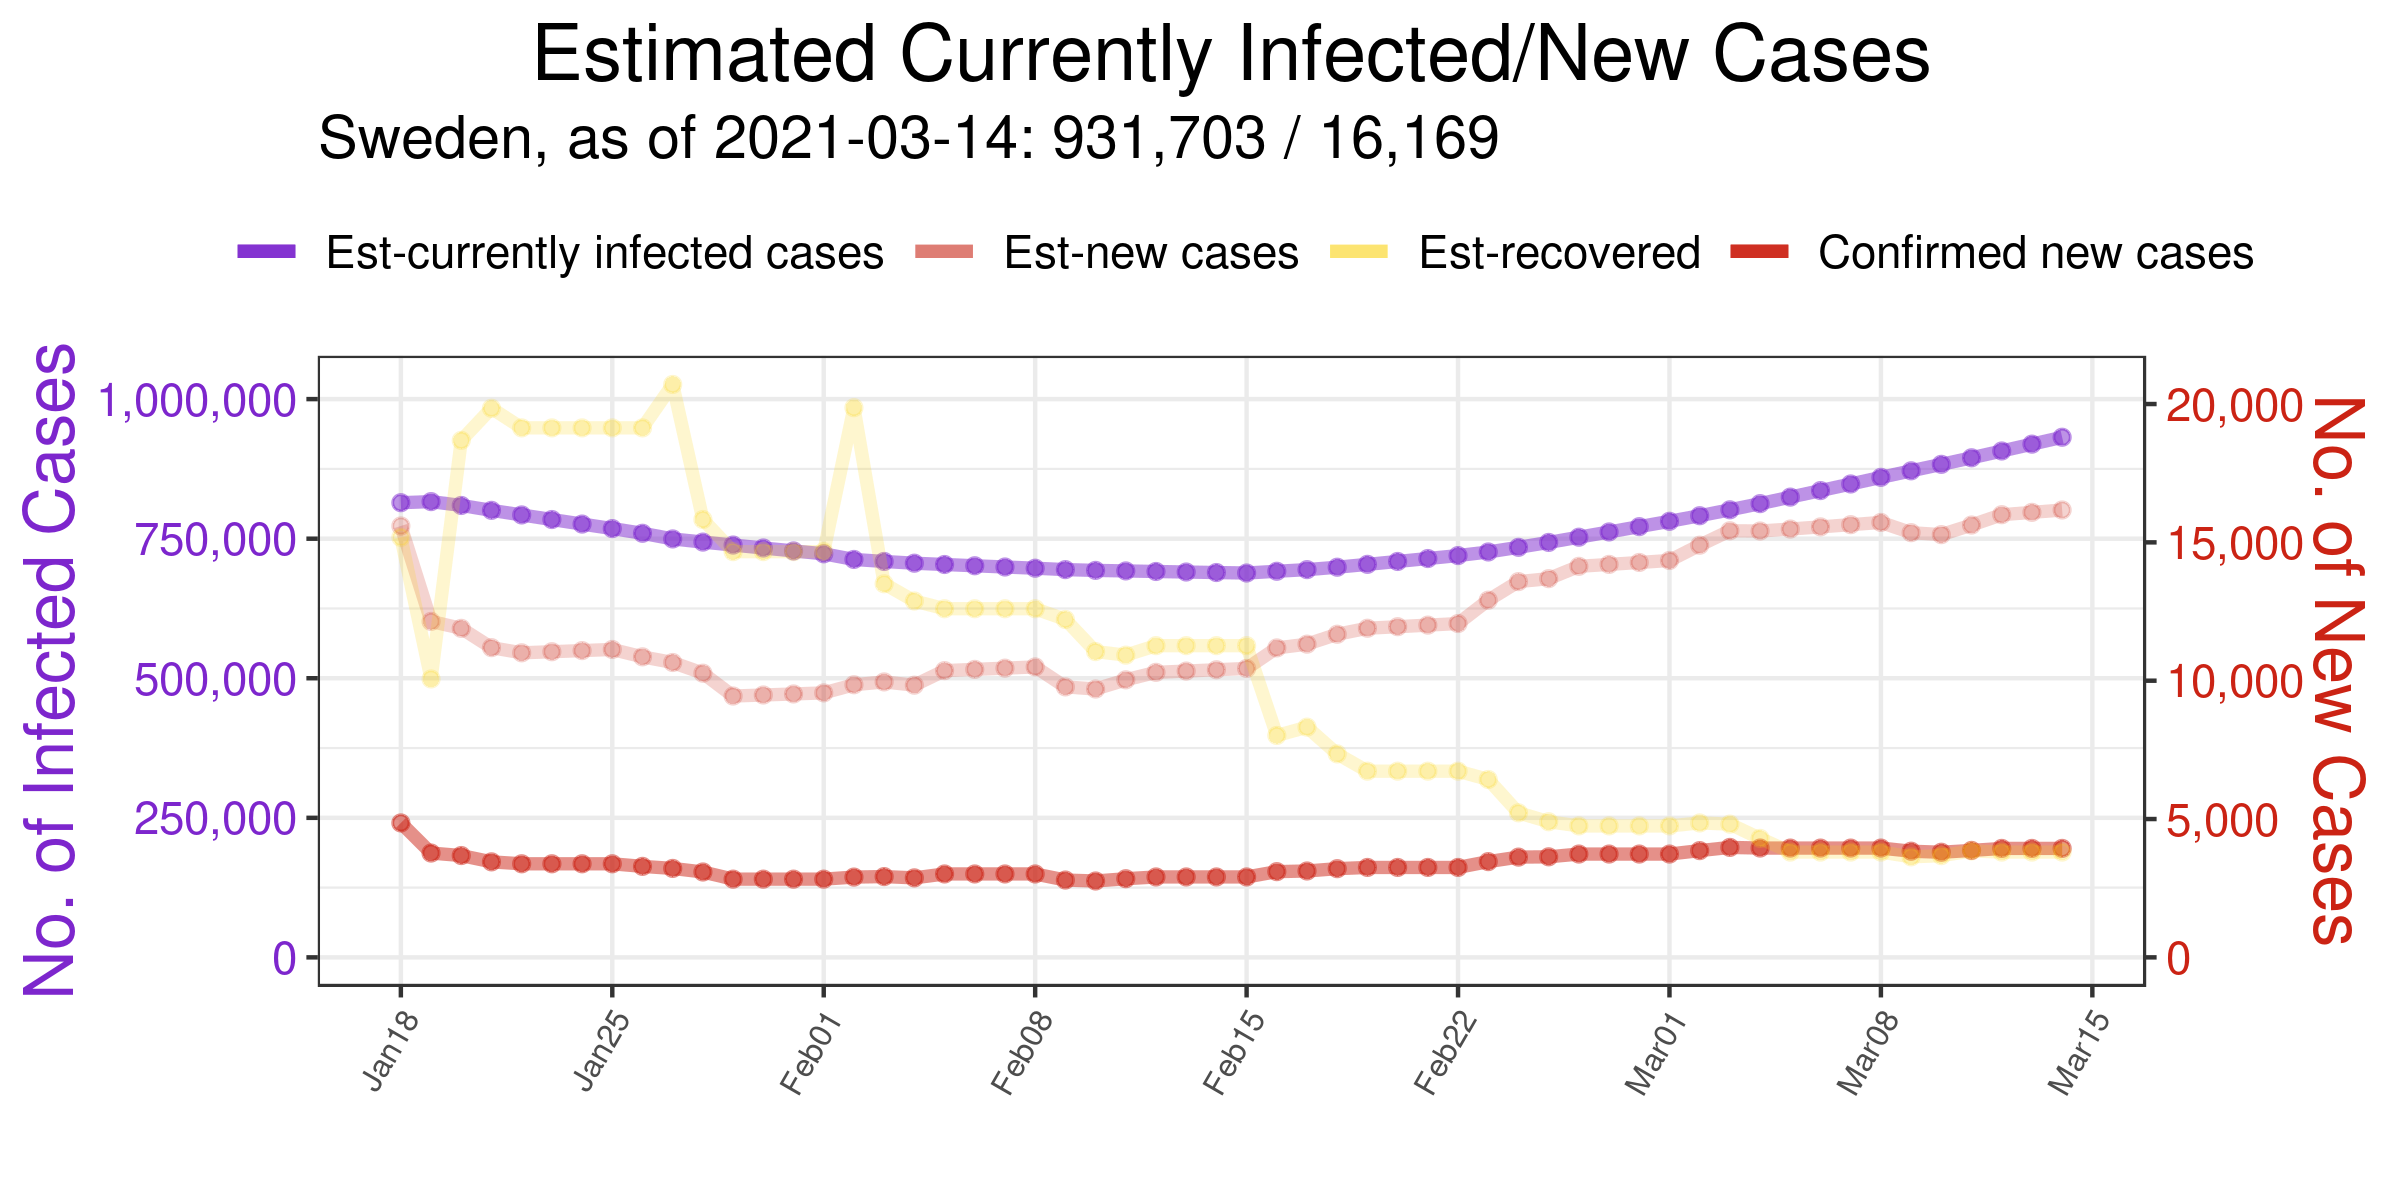 Estimated Currently Infected/New Cases
Sweden, as of 2021-03-14: 931,703 / 16,169
Est-currently infected cases
Est-new cases
Est-recovered
Confirmed new cases
No. of Infected Cases
1,000,000
750,000
500,000
250,000
0
20,000
15,000
10,000
5,000
0
No. of New Cases
Jan18
Jan25
Feb01
Feb08
Feb15
Feb22
Mar01
Mar08
Mar15